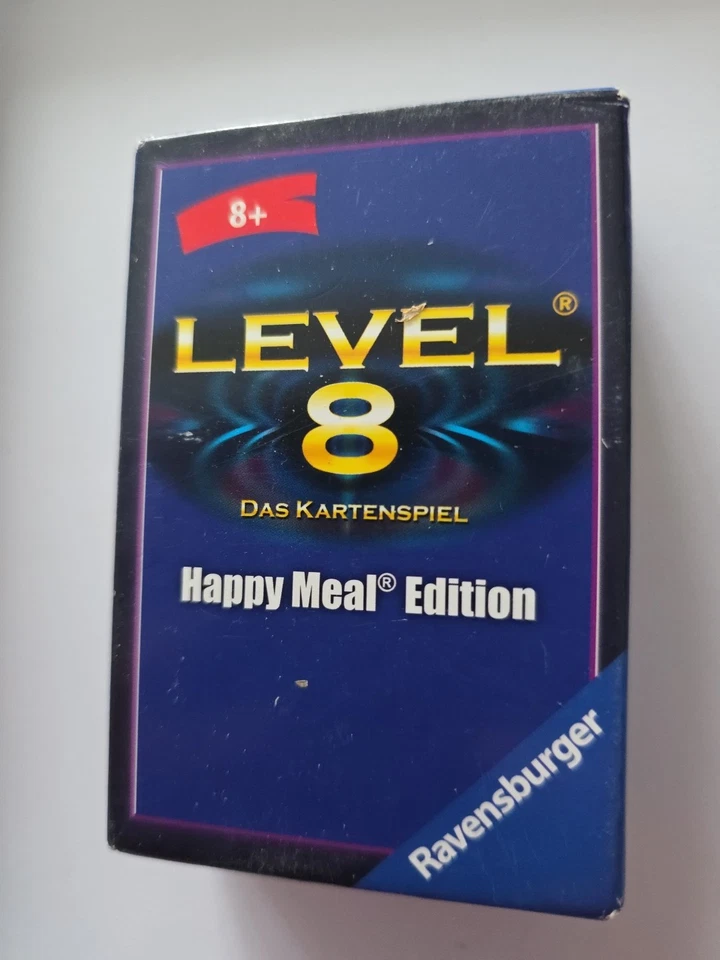 8+
LEVEL®
8
DAS KARTENSPIEL
Happy Meal® Edition
Ravensburger